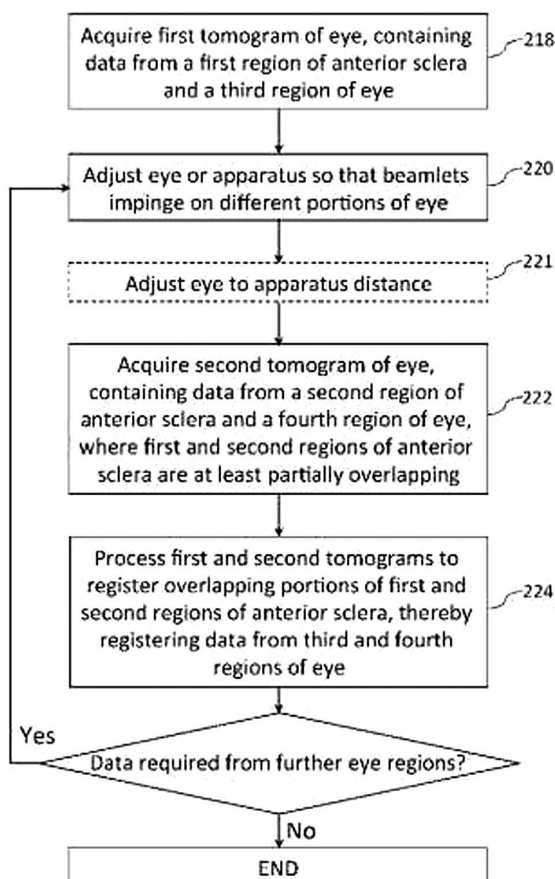 Acquire first tomogram of eye, containing
data from a first region of anterior sclera
and a third region of eye
218
Adjust eye or apparatus so that beamlets
impinge on different portions of eye
220
Adjust eye to apparatus distance
221
Acquire second tomogram of eye,
containing data from a second region of
anterior sclera and a fourth region of eye,
where first and second regions of anterior
sclera are at least partially overlapping
222
Process first and second tomograms to
register overlapping portions of first and
second regions of anterior sclera, thereby
registering data from third and fourth
regions of eye
224
Yes
Data required from further eye regions?
No
END